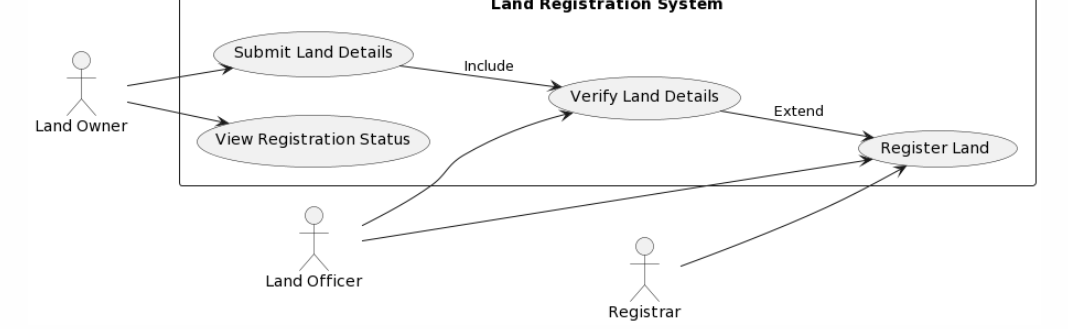 Land Registration System
Submit Land Details
Include
Verify Land Details
Extend
Land Owner
View Registration Status
Register Land
Land Officer
Registrar